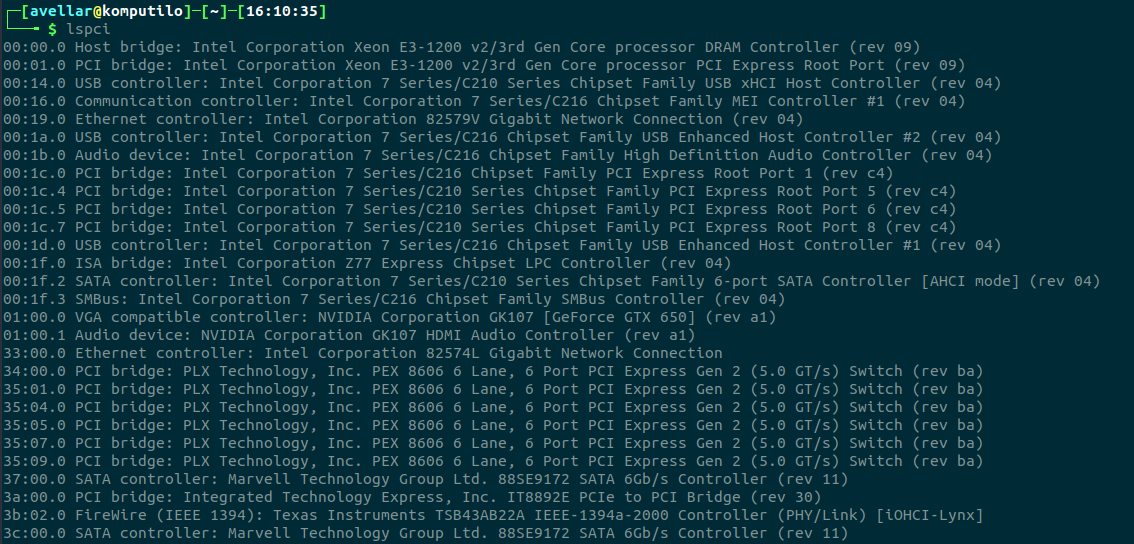 ┌─[avellar@komputilo]─[~]─[16:10:35]
└──╼ $ lspci
00:00.0 Host bridge: Intel Corporation Xeon E3-1200 v2/3rd Gen Core processor DRAM Controller (rev 09)
00:01.0 PCI bridge: Intel Corporation Xeon E3-1200 v2/3rd Gen Core processor PCI Express Root Port (rev 09)
00:14.0 USB controller: Intel Corporation 7 Series/C210 Series Chipset Family USB xHCI Host Controller (rev 04)
00:16.0 Communication controller: Intel Corporation 7 Series/C216 Chipset Family MEI Controller #1 (rev 04)
00:19.0 Ethernet controller: Intel Corporation 82579V Gigabit Network Connection (rev 04)
00:1a.0 USB controller: Intel Corporation 7 Series/C216 Chipset Family USB Enhanced Host Controller #2 (rev 04)
00:1b.0 Audio device: Intel Corporation 7 Series/C216 Chipset Family High Definition Audio Controller (rev 04)
00:1c.0 PCI bridge: Intel Corporation 7 Series/C216 Chipset Family PCI Express Root Port 1 (rev c4)
00:1c.4 PCI bridge: Intel Corporation 7 Series/C210 Series Chipset Family PCI Express Root Port 5 (rev c4)
00:1c.5 PCI bridge: Intel Corporation 7 Series/C210 Series Chipset Family PCI Express Root Port 6 (rev c4)
00:1c.7 PCI bridge: Intel Corporation 7 Series/C210 Series Chipset Family PCI Express Root Port 8 (rev c4)
00:1d.0 USB controller: Intel Corporation 7 Series/C216 Chipset Family USB Enhanced Host Controller #1 (rev 04)
00:1f.0 ISA bridge: Intel Corporation Z77 Express Chipset LPC Controller (rev 04)
00:1f.2 SATA controller: Intel Corporation 7 Series/C210 Series Chipset Family 6-port SATA Controller [AHCI mode] (rev 04)
00:1f.3 SMBus: Intel Corporation 7 Series/C216 Chipset Family SMBus Controller (rev 04)
01:00.0 VGA compatible controller: NVIDIA Corporation GK107 [GeForce GTX 650] (rev a1)
01:00.1 Audio device: NVIDIA Corporation GK107 HDMI Audio Controller (rev a1)
33:00.0 Ethernet controller: Intel Corporation 82574L Gigabit Network Connection
34:00.0 PCI bridge: PLX Technology, Inc. PEX 8606 6 Lane, 6 Port PCI Express Gen 2 (5.0 GT/s) Switch (rev ba)
35:01.0 PCI bridge: PLX Technology, Inc. PEX 8606 6 Lane, 6 Port PCI Express Gen 2 (5.0 GT/s) Switch (rev ba)
35:04.0 PCI bridge: PLX Technology, Inc. PEX 8606 6 Lane, 6 Port PCI Express Gen 2 (5.0 GT/s) Switch (rev ba)
35:05.0 PCI bridge: PLX Technology, Inc. PEX 8606 6 Lane, 6 Port PCI Express Gen 2 (5.0 GT/s) Switch (rev ba)
35:07.0 PCI bridge: PLX Technology, Inc. PEX 8606 6 Lane, 6 Port PCI Express Gen 2 (5.0 GT/s) Switch (rev ba)
35:09.0 PCI bridge: PLX Technology, Inc. PEX 8606 6 Lane, 6 Port PCI Express Gen 2 (5.0 GT/s) Switch (rev ba)
37:00.0 SATA controller: Marvell Technology Group Ltd. 88SE9172 SATA 6Gb/s Controller (rev 11)
3a:00.0 PCI bridge: Integrated Technology Express, Inc. IT8892E PCIe to PCI Bridge (rev 30)
3b:02.0 FireWire (IEEE 1394): Texas Instruments TSB43AB22A IEEE-1394a-2000 Controller (PHY/Link) [iOHCI-Lynx]
3c:00.0 SATA controller: Marvell Technology Group Ltd. 88SE9172 SATA 6Gb/s Controller (rev 11)